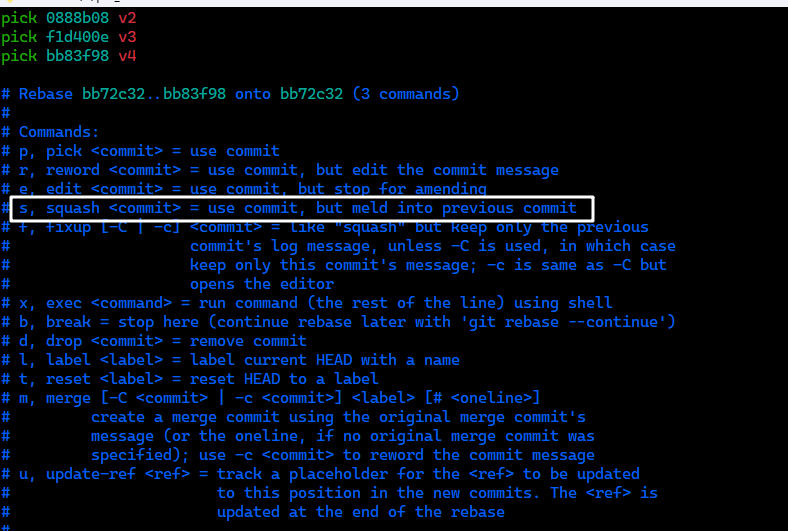 pick 0888b08 v2
pick f1d400e v3
pick bb83f98 v4
# Rebase bb72c32..bb83f98 onto bb72c32 (3 commands)
#
# Commands:
# p, pick <commit> = use commit
# r, reword <commit> = use commit, but edit the commit message
# e, edit <commit> = use commit, but stop for amending
# s, squash <commit> = use commit, but meld into previous commit
# f, fixup [-C | -c] <commit> = like "squash" but keep only the previous
#                    commit's log message, unless -C is used, in which case
#                    keep only this commit's message; -c is same as -C but
#                    opens the editor
# x, exec <command> = run command (the rest of the line) using shell
# b, break = stop here (continue rebase later with 'git rebase --continue')
# d, drop <commit> = remove commit
# l, label <label> = label current HEAD with a name
# t, reset <label> = reset HEAD to a label
# m, merge [-C <commit> | -c <commit>] <label> [# <oneline>]
#         create a merge commit using the original merge commit's
#         message (or the oneline, if no original merge commit was
#         specified); use -c <commit> to reword the commit message
# u, update-ref <ref> = track a placeholder for the <ref> to be updated
#                       to this position in the new commits. The <ref> is
#                       updated at the end of the rebase
#